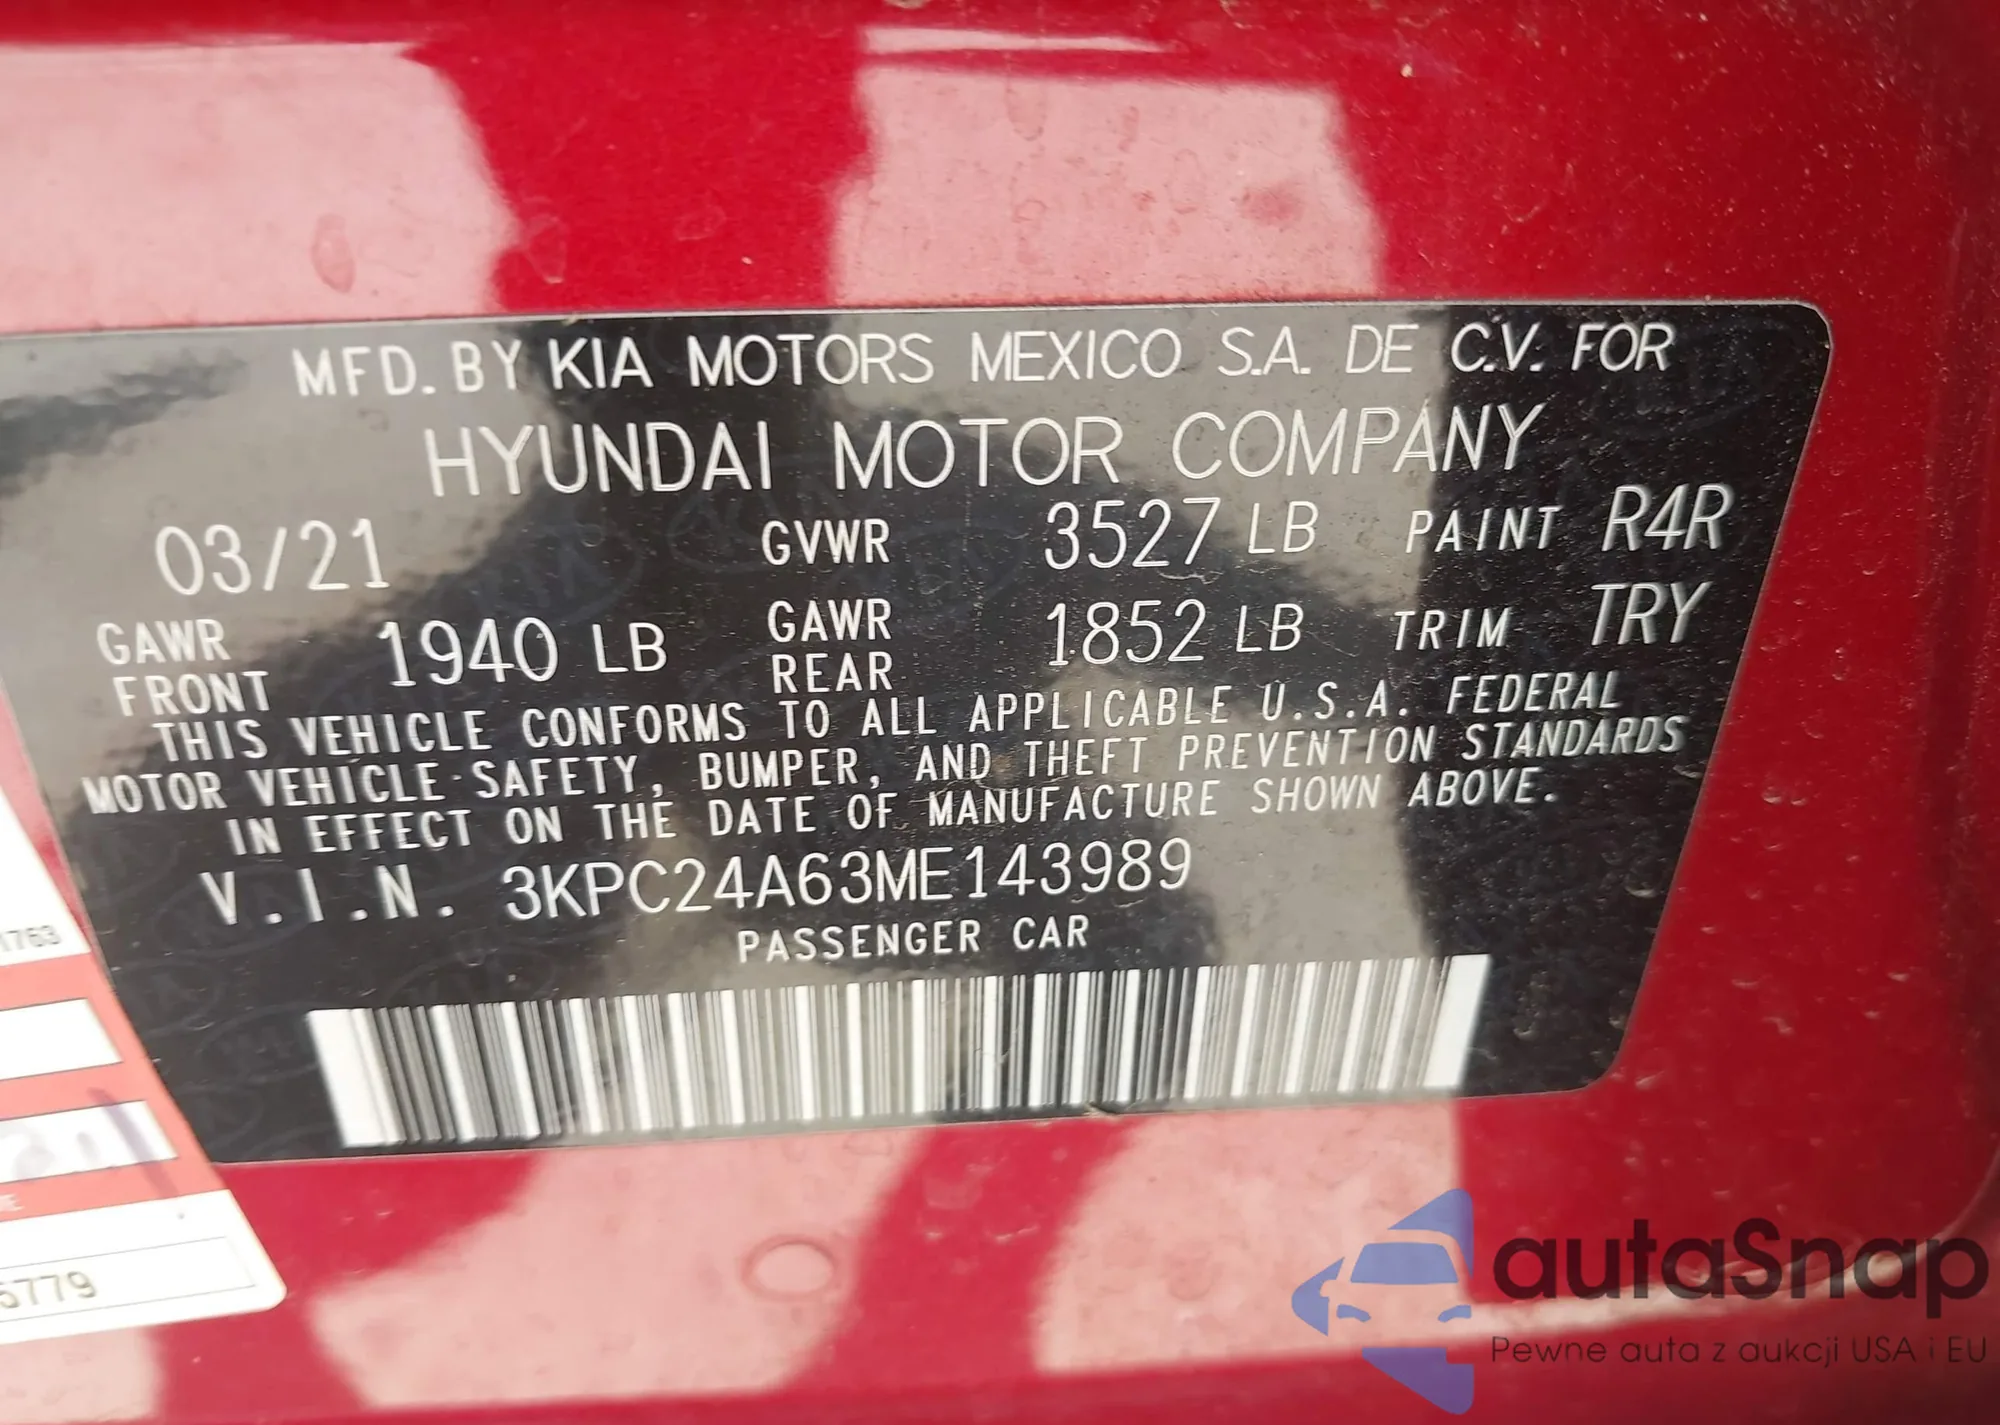 MFD. BY KIA MOTORS MEXICO S.A. DE C.V. FOR
HYUNDAI MOTOR COMPANY
03/21 GVWR 3527 LB PAINT R4R
GAWR FRONT 1940 LB GAWR REAR 1852 LB TRIM TRY
THIS VEHICLE CONFORMS TO ALL APPLICABLE U.S.A. FEDERAL
MOTOR VEHICLE SAFETY, BUMPER, AND THEFT PREVENTION STANDARDS
IN EFFECT ON THE DATE OF MANUFACTURE SHOWN ABOVE.
V.I.N. 3KPC24A63ME143989
PASSENGER CAR
1763
5779
autaSnap
Pewne auta z aukcji USA i EU